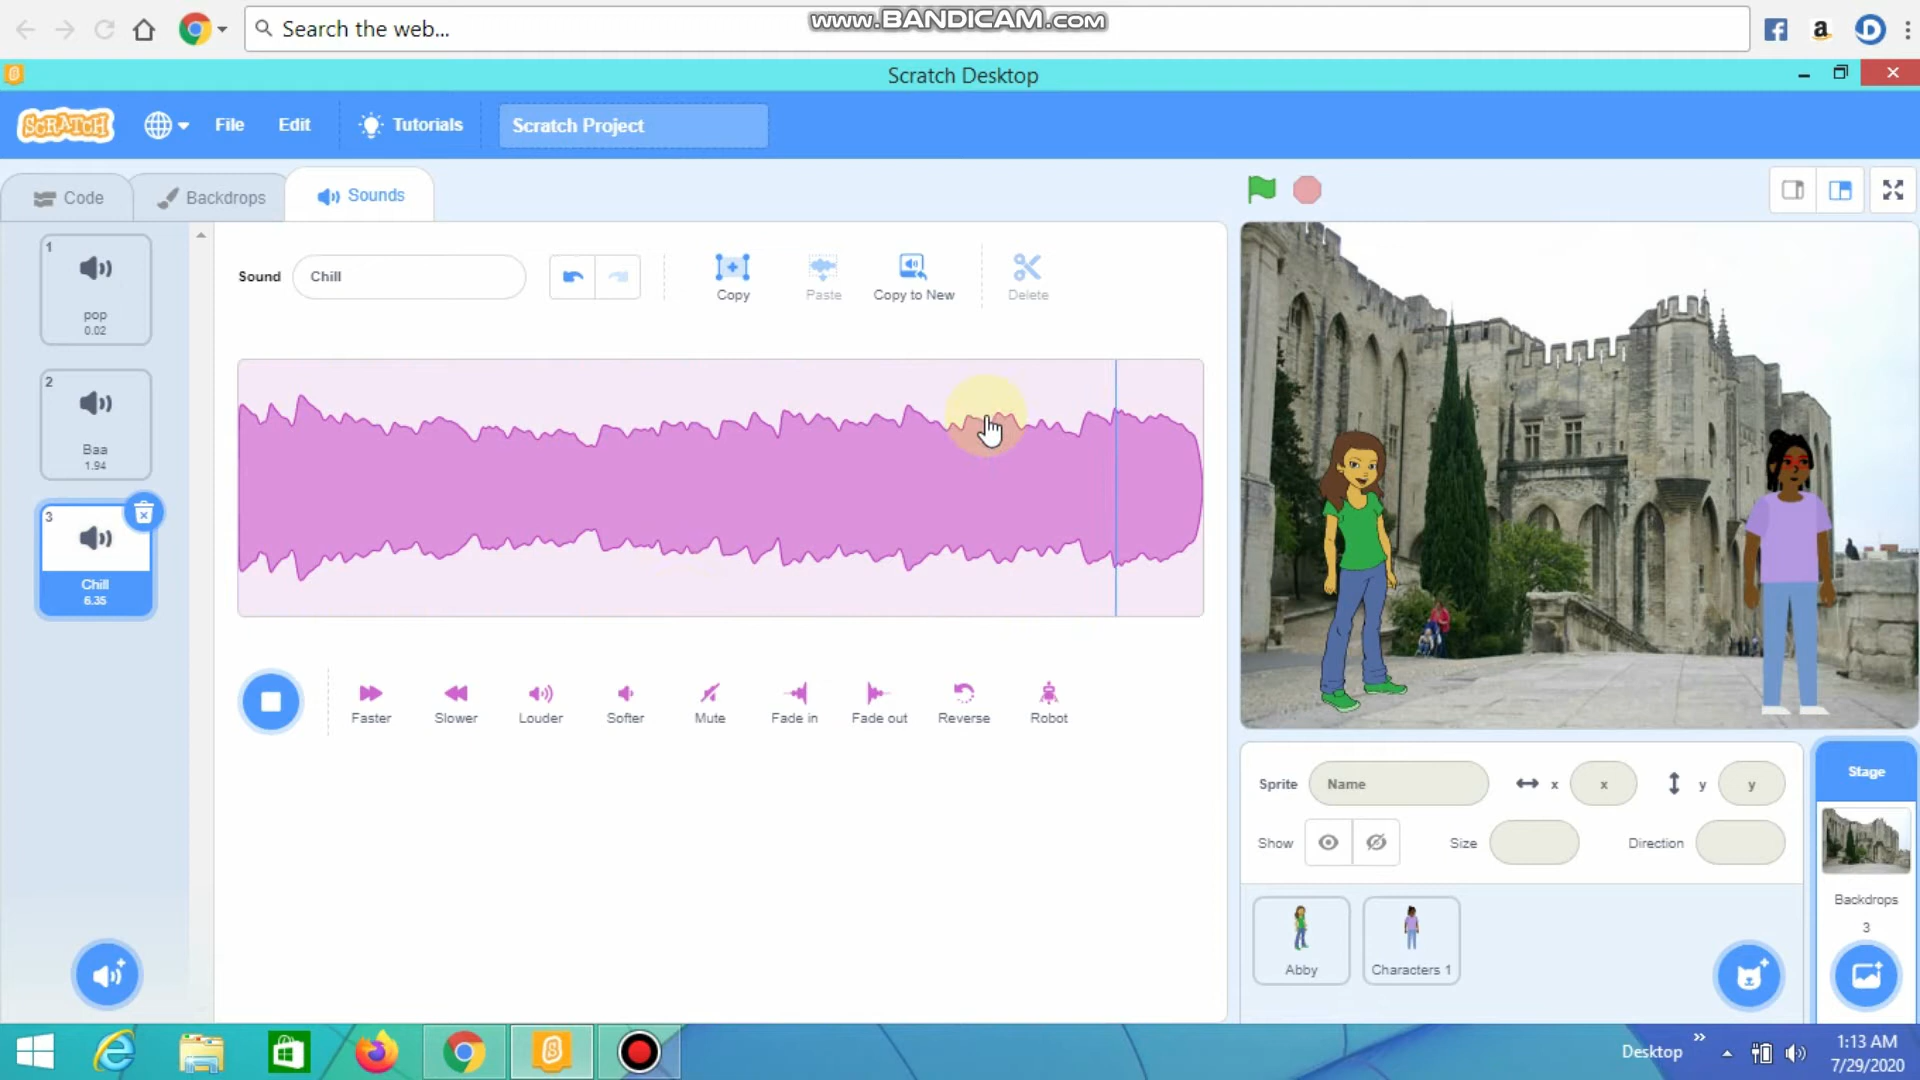 Search the web...
www.BANDICAM.com
a
D
Scratch Desktop
SCRATCH
File
Edit
Tutorials
Scratch Project
Code
Backdrops
Sounds
1
pop
0.02
2
Baa
1.94
3
Chill
6.35
Sound
Chill
Copy
Paste
Copy to New
Delete
Faster
Slower
Louder
Softer
Mute
Fade in
Fade out
Reverse
Robot
Sprite
Name
x
x
y
y
Show
Size
Direction
Stage
Backdrops
3
Abby
Characters 1
Desktop
1:13 AM
7/29/2020